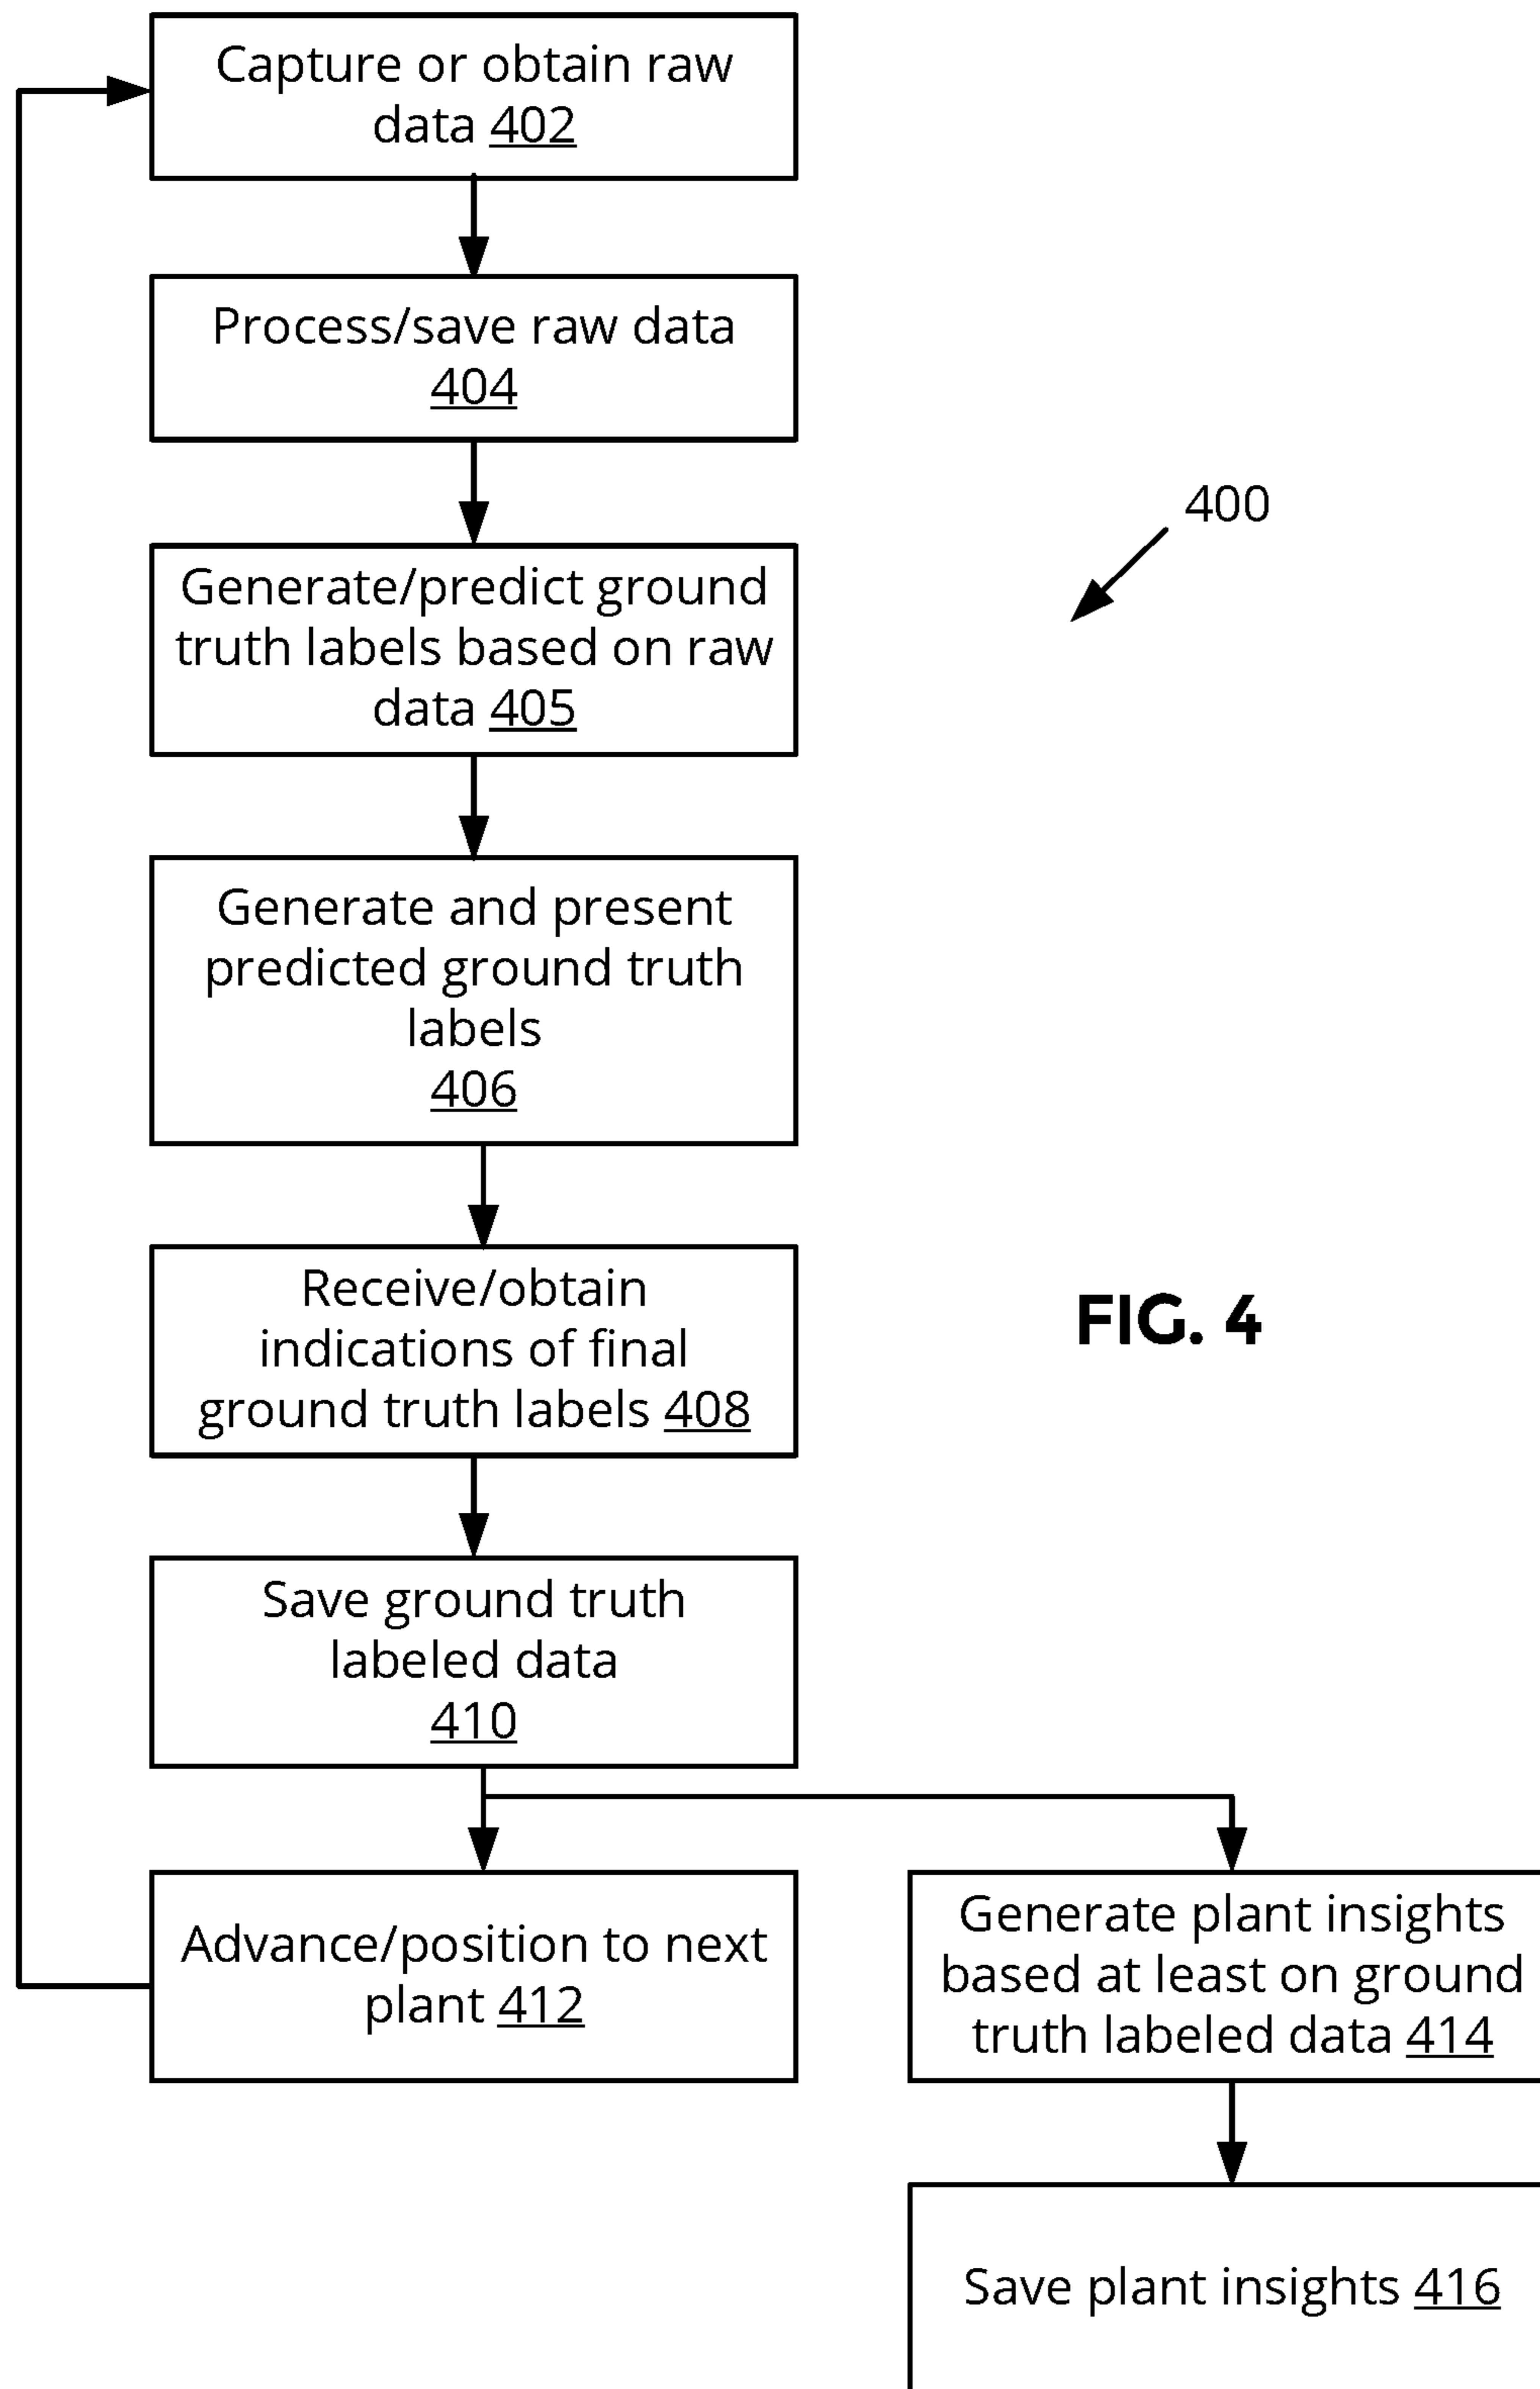 Capture or obtain raw
data 402
Process/save raw data
404
Generate/predict ground
truth labels based on raw
data 405
400
Generate and present
predicted ground truth
labels
406
Receive/obtain
indications of final
ground truth labels 408
FIG. 4
Save ground truth
labeled data
410
Advance/position to next
plant 412
Generate plant insights
based at least on ground
truth labeled data 414
Save plant insights 416